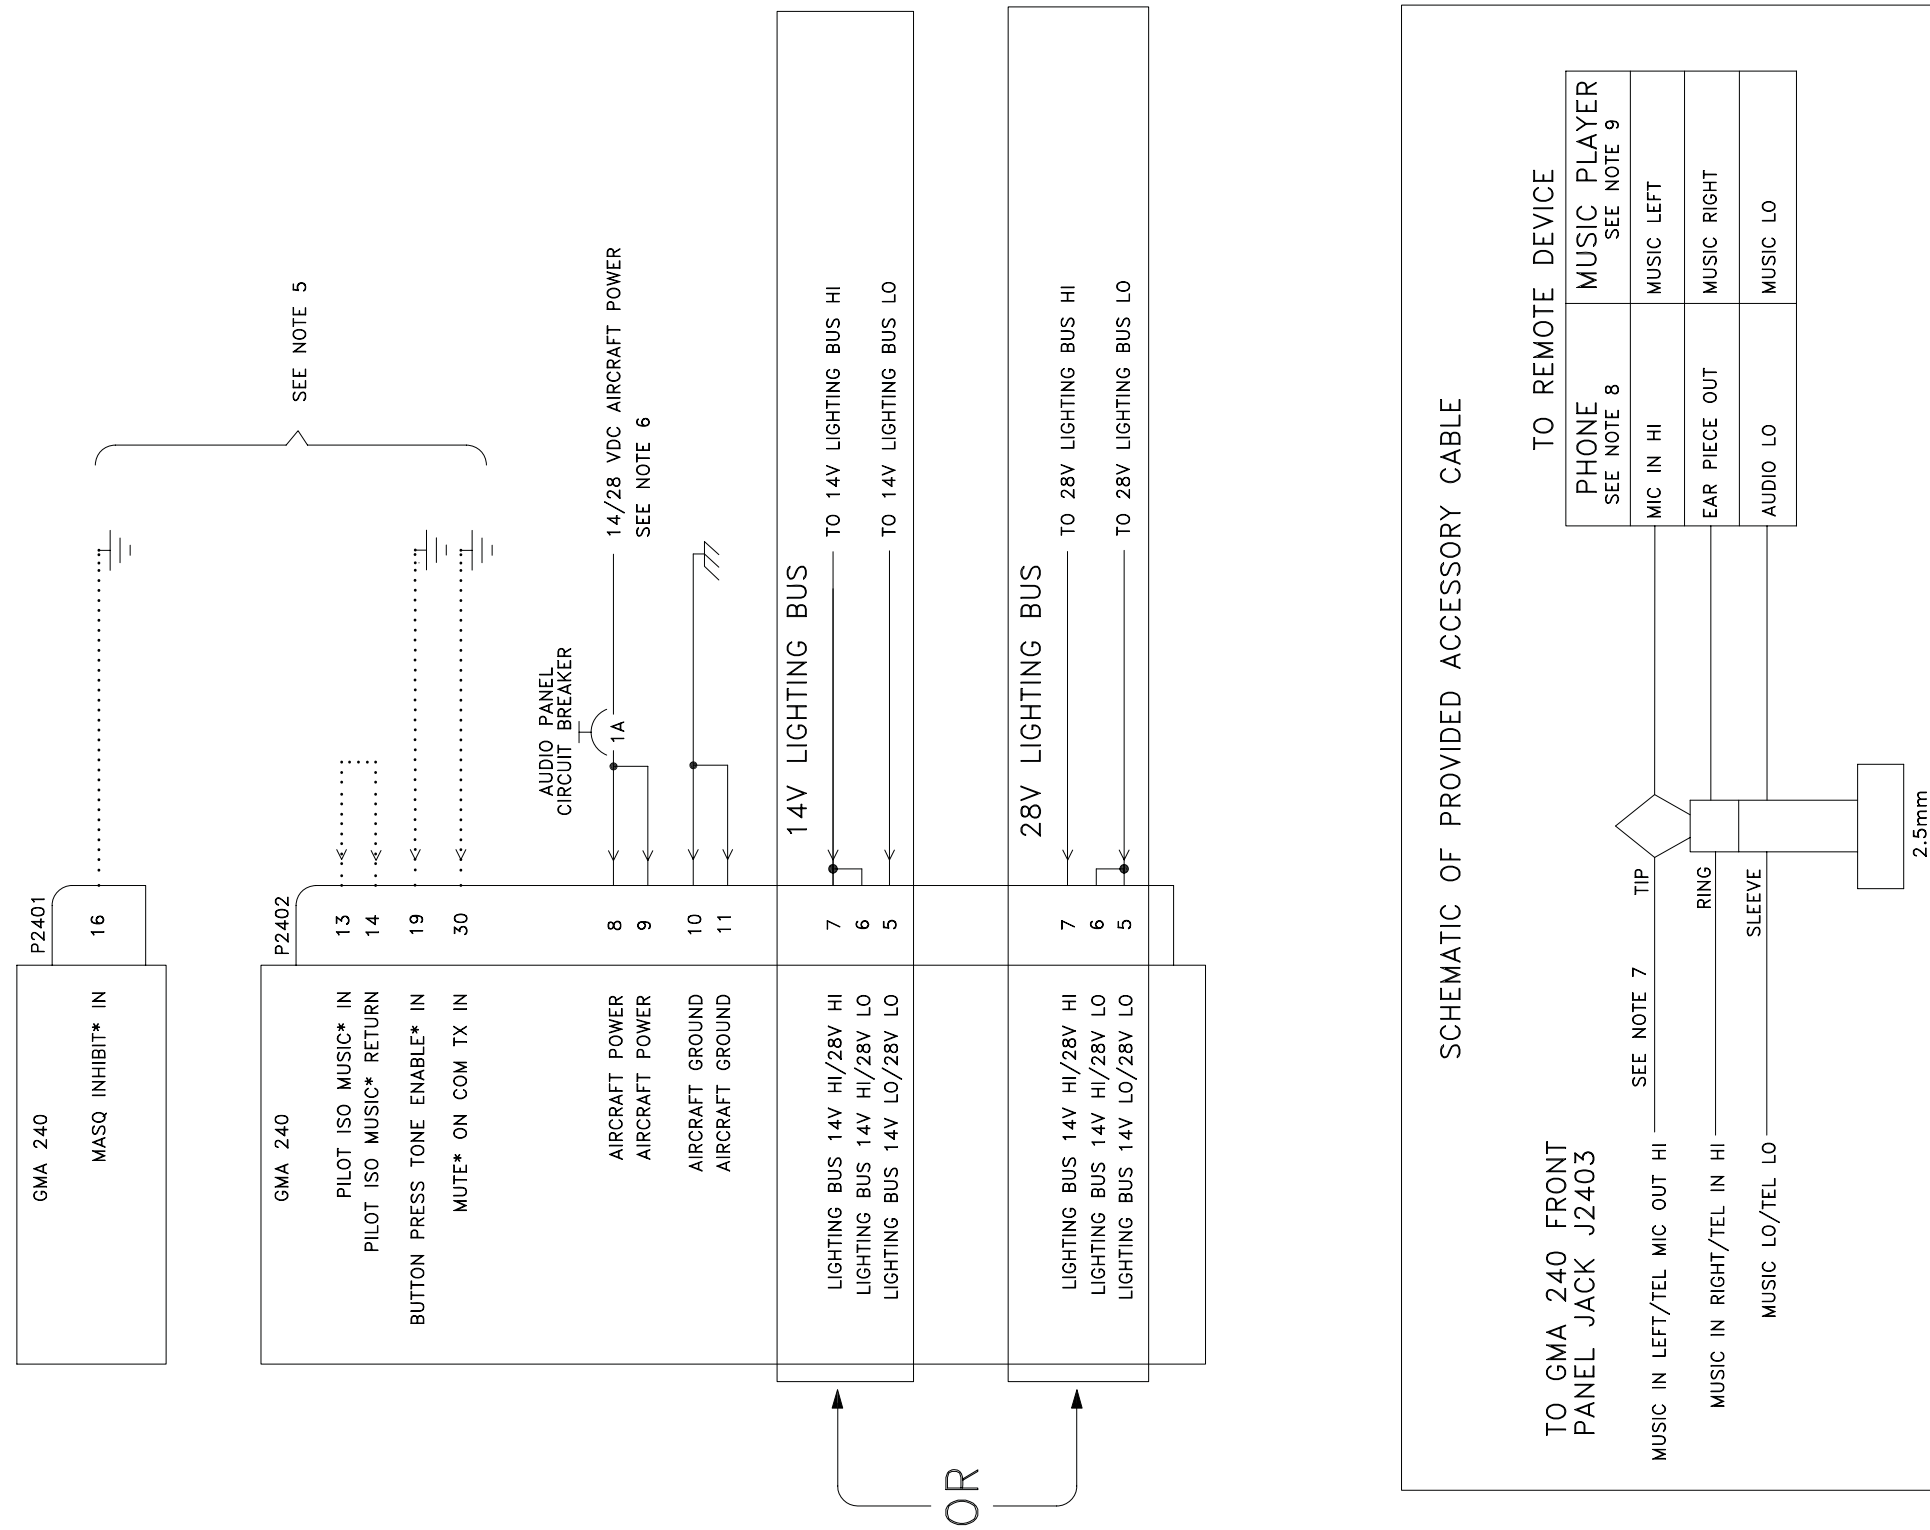 GMA 240
P2401
MASQ INHIBIT* IN
16
SEE NOTE 5
GMA 240
P2402
PILOT ISO MUSIC* IN
13
PILOT ISO MUSIC* RETURN
14
BUTTON PRESS TONE ENABLE* IN
19
MUTE* ON COM TX IN
30
AUDIO PANEL
CIRCUIT BREAKER
1A
14/28 VDC AIRCRAFT POWER
SEE NOTE 6
AIRCRAFT POWER
8
AIRCRAFT POWER
9
AIRCRAFT GROUND
10
AIRCRAFT GROUND
11
14V LIGHTING BUS
LIGHTING BUS 14V HI/28V HI
7
TO 14V LIGHTING BUS HI
LIGHTING BUS 14V HI/28V LO
6
LIGHTING BUS 14V LO/28V LO
5
TO 14V LIGHTING BUS LO
OR
28V LIGHTING BUS
LIGHTING BUS 14V HI/28V HI
7
TO 28V LIGHTING BUS HI
LIGHTING BUS 14V HI/28V LO
6
LIGHTING BUS 14V LO/28V LO
5
TO 28V LIGHTING BUS LO
SCHEMATIC OF PROVIDED ACCESSORY CABLE
TO GMA 240 FRONT
PANEL JACK J2403
TO REMOTE DEVICE
PHONE
SEE NOTE 8
MUSIC PLAYER
SEE NOTE 9
SEE NOTE 7
MUSIC IN LEFT/TEL MIC OUT HI
TIP
MIC IN HI
MUSIC LEFT
MUSIC IN RIGHT/TEL IN HI
RING
EAR PIECE OUT
MUSIC RIGHT
MUSIC LO/TEL LO
SLEEVE
AUDIO LO
MUSIC LO
2.5mm